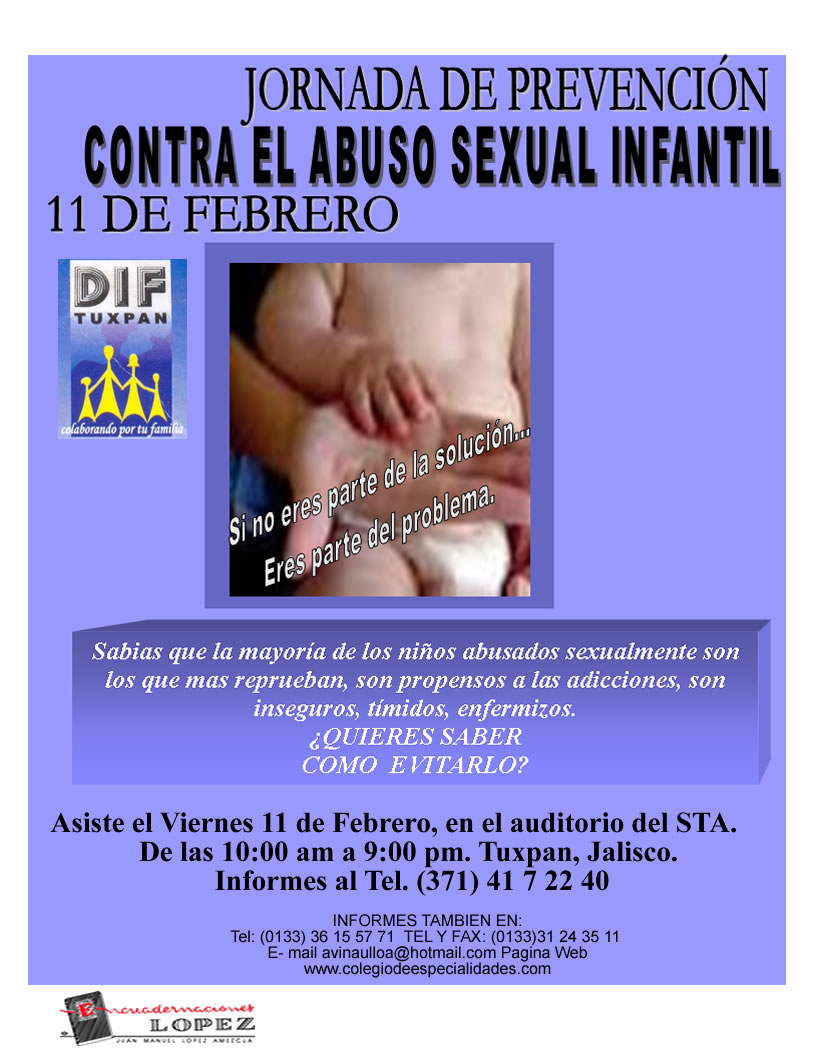 JORNADA DE PREVENCIÓN
CONTRA EL ABUSO SEXUAL INFANTIL
11 DE FEBRERO
DIF
TUXPAN
colaborando por tu familia
Si no eres parte de la solución...
Eres parte del problema.
Sabias que la mayoría de los niños abusados sexualmente son
los que mas reprueban, son propensos a las adicciones, son
inseguros, tímidos, enfermizos.
¿QUIERES SABER
COMO EVITARLO?
Asiste el Viernes 11 de Febrero, en el auditorio del STA.
De las 10:00 am a 9:00 pm. Tuxpan, Jalisco.
Informes al Tel. (371) 41 7 22 40
INFORMES TAMBIEN EN:
Tel: (0133) 36 15 57 71 TEL Y FAX: (0133)31 24 35 11
E- mail avinaulloa@hotmail.com Pagina Web
www.colegiodeespecialidades.com
Encuadernaciones
LOPEZ
JUAN MANUEL LOPEZ AMEZCUA